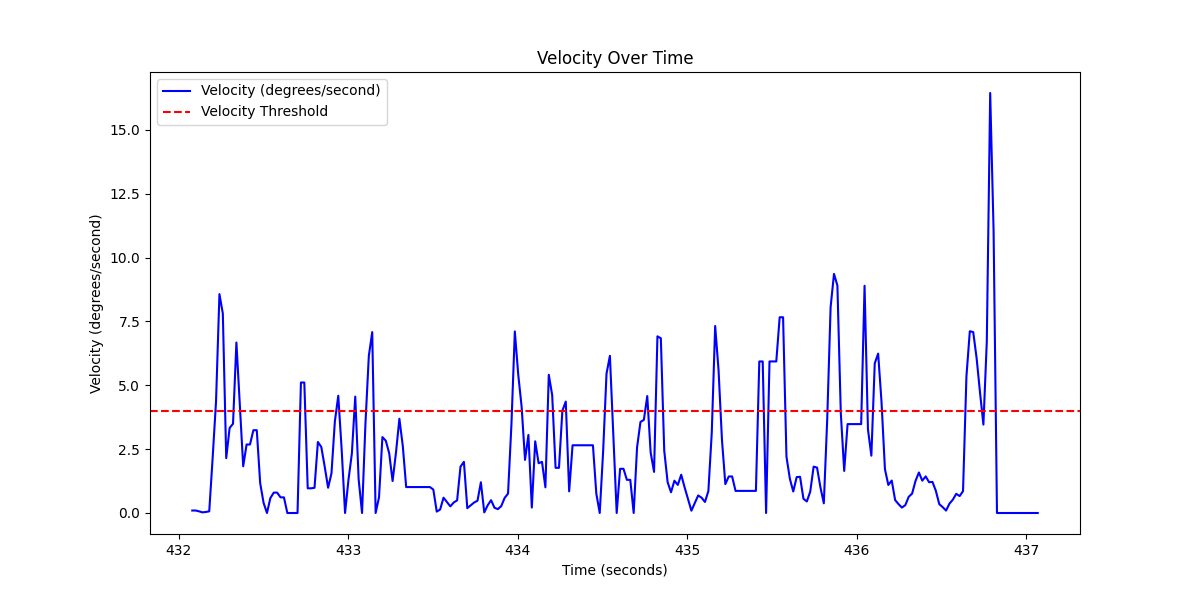 Velocity Over Time
Velocity (degrees/second)
Velocity Threshold
Velocity (degrees/second)
15.0
12.5
10.0
7.5
5.0
2.5
0.0
432 433 434 435 436 437
Time (seconds)